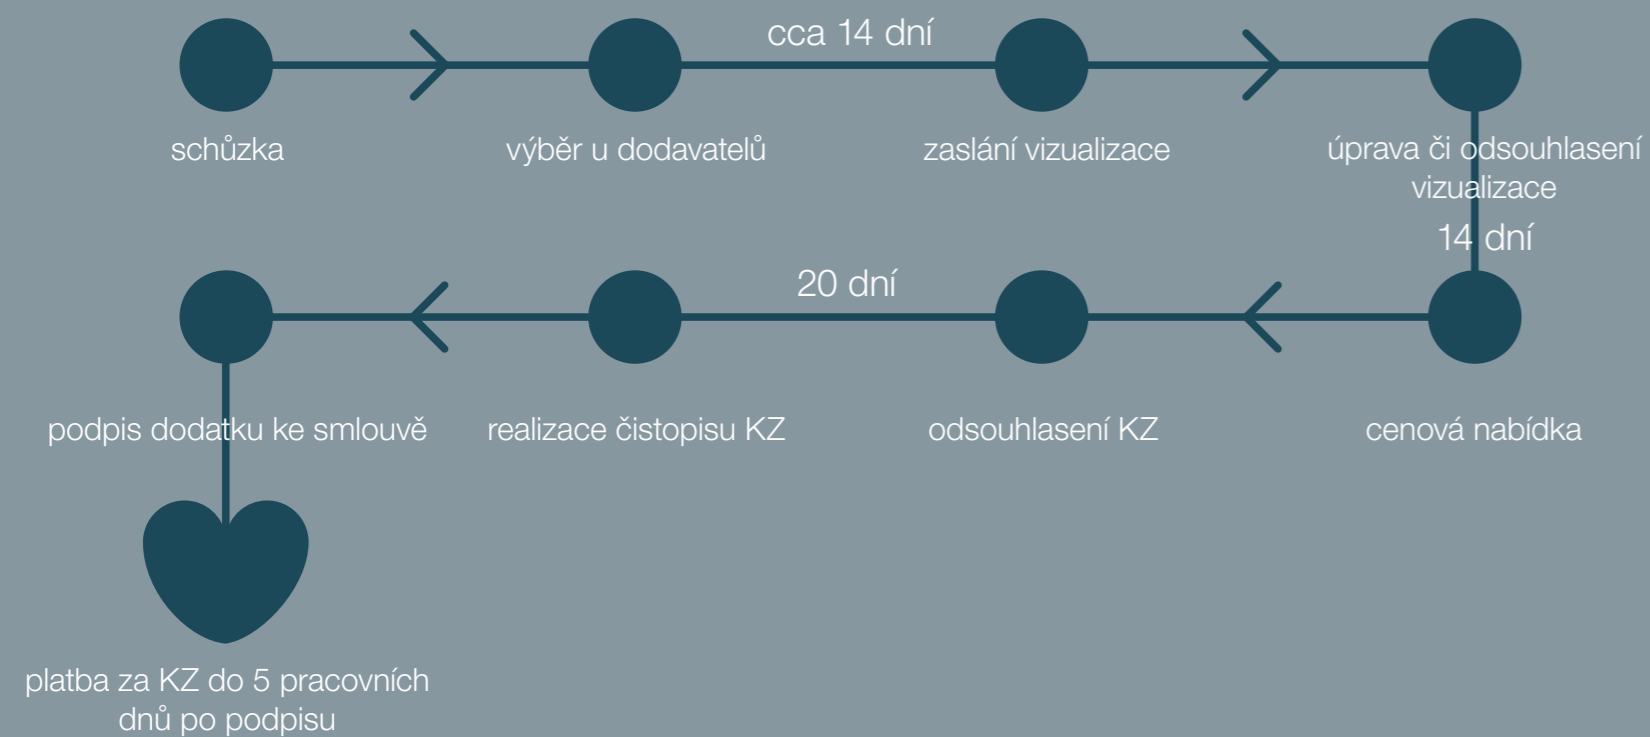 cca 14 dní
schůzka
výběr u dodavatelů
zaslání vizualizace
úprava či odsouhlasení
vizualizace
14 dní
20 dní
podpis dodatku ke smlouvě
realizace čistopisu KZ
odsouhlasení KZ
cenová nabídka
platba za KZ do 5 pracovních
dnů po podpisu